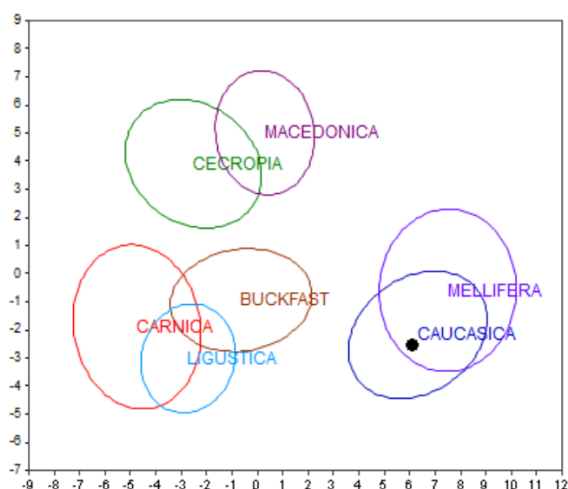 9
8
7
6
5
4
3
2
1
0
-1
-2
-3
-4
-5
-6
-7
MACEDONICA
CECROPIA
BUCKFAST
MELLIFERA
CARNICA
CAUCASICA
LIGUSTICA
-9 -8 -7 -6 -5 -4 -3 -2 -1 0 1 2 3 4 5 6 7 8 9 10 11 12